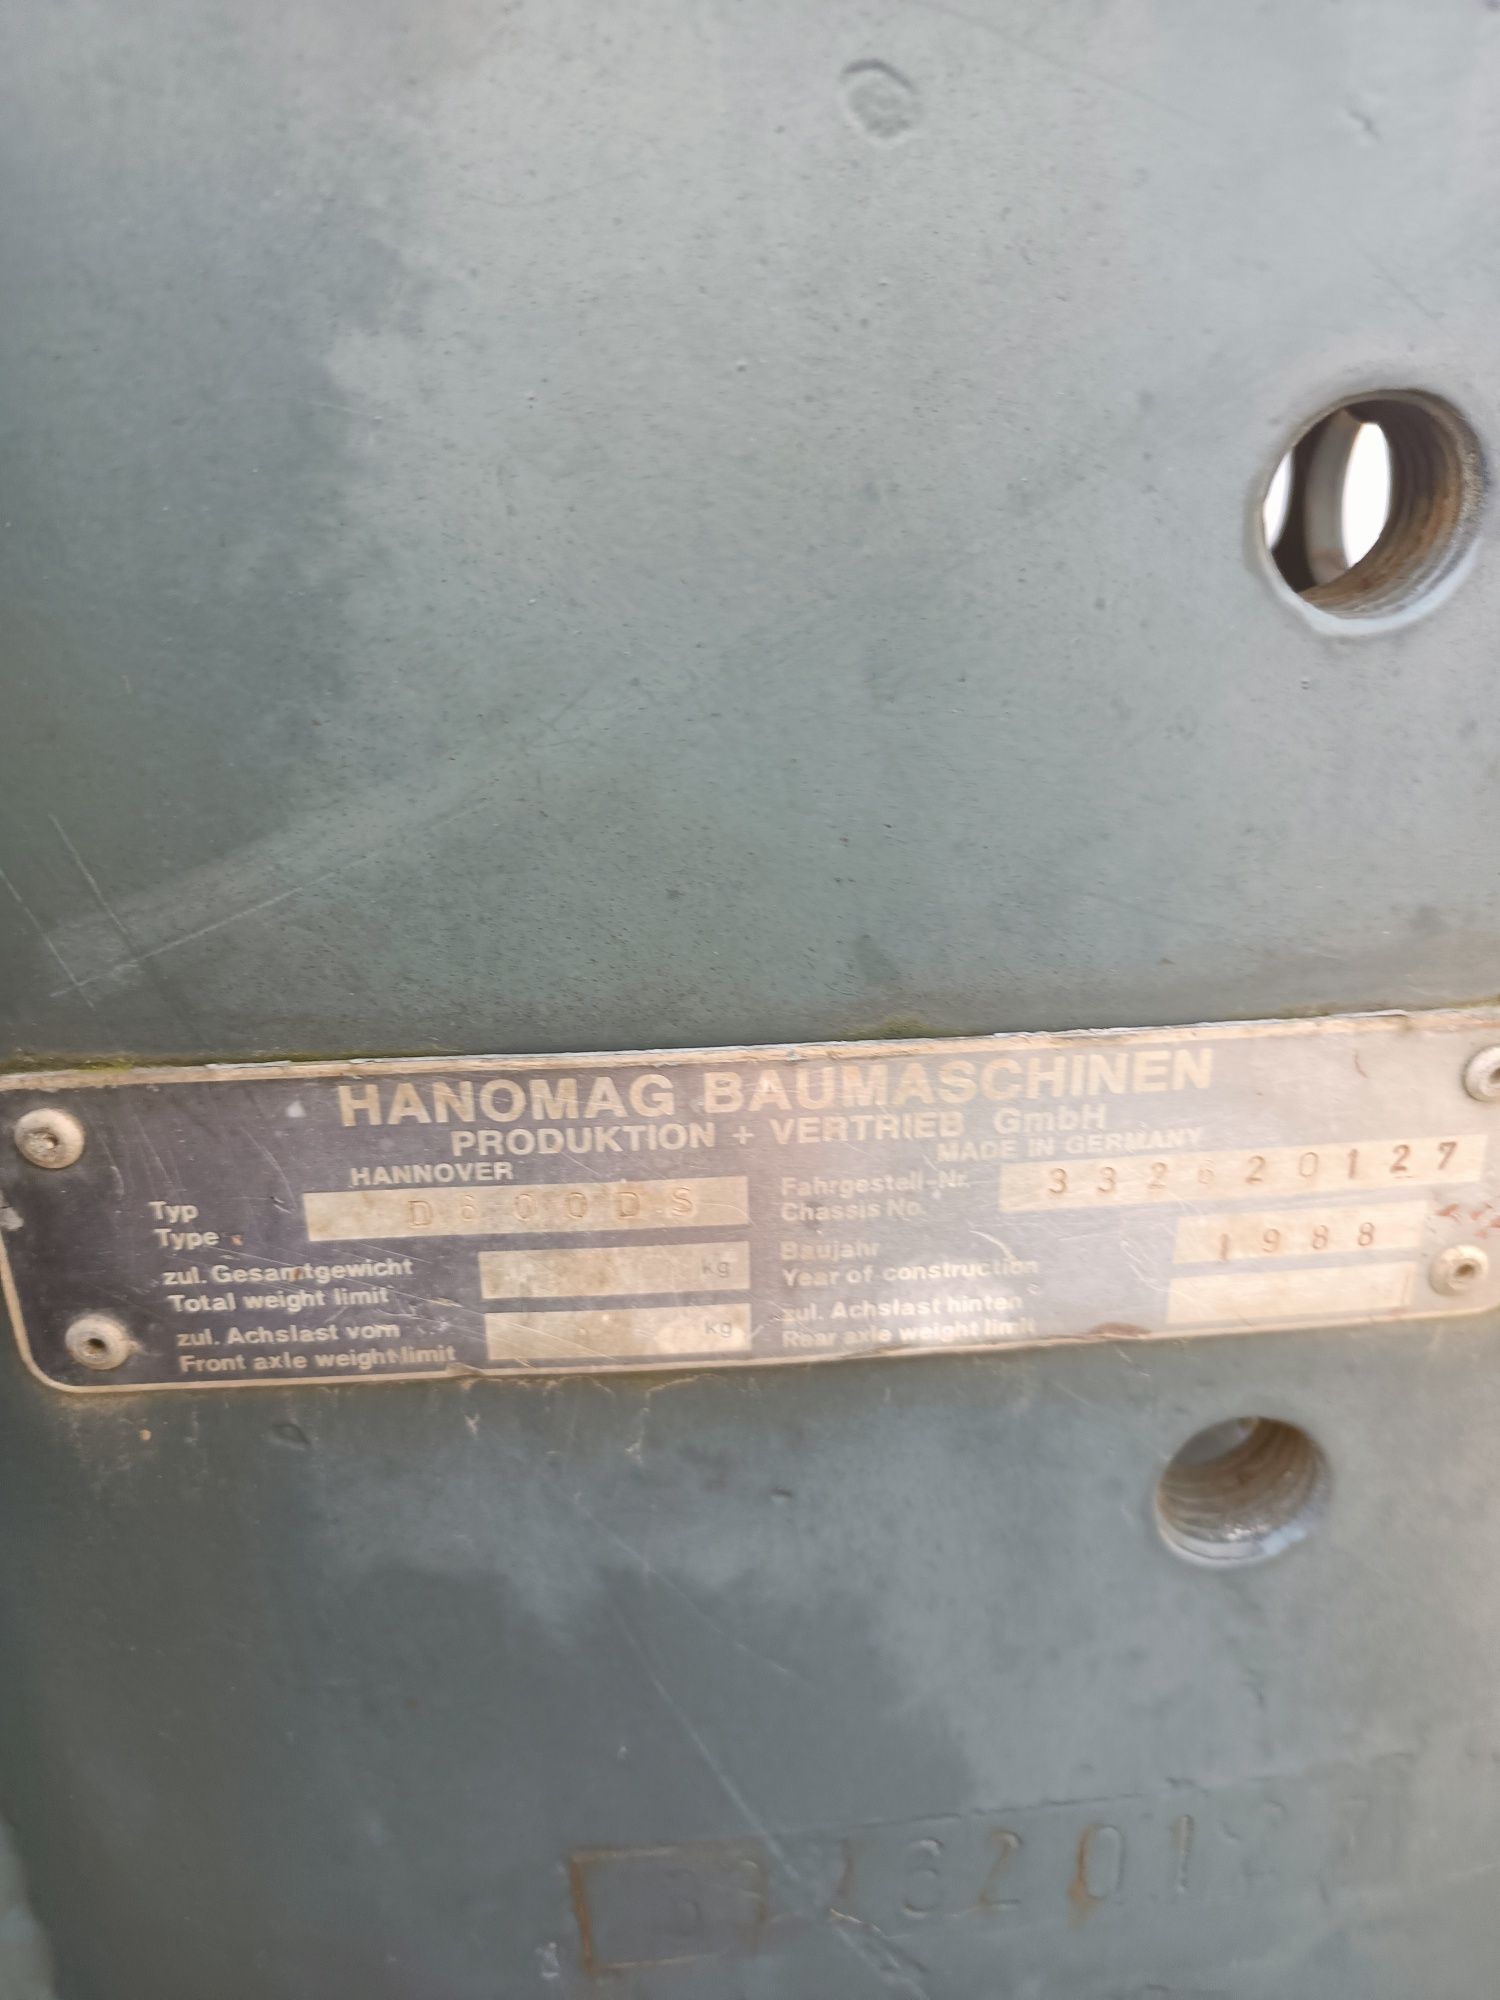 HANOMAG BAUMASCHINEN
PRODUKTION + VERTRIEB GmbH
HANNOVER
MADE IN GERMANY
Typ
Type
D600DS
Fahrgestell-Nr.
Chassis No.
332620127
zul. Gesamtgewicht
Total weight limit
kg
Baujahr
Year of construction
1988
zul. Achslast vorn
Front axle weight limit
kg
zul. Achslast hinten
Rear axle weight limit